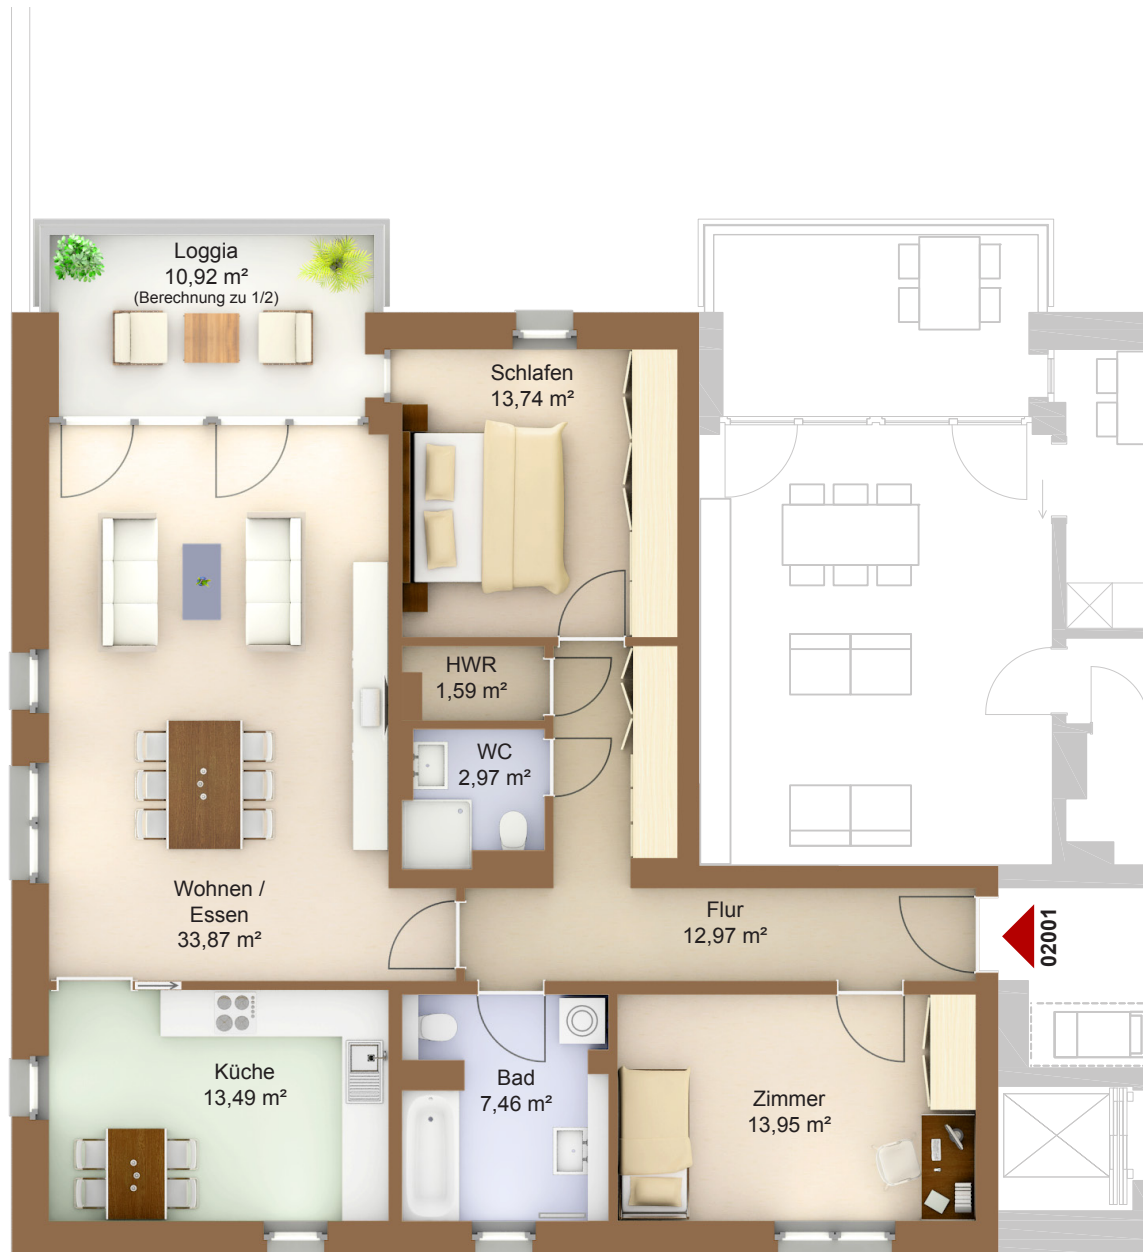 Loggia
10,92 m²
(Berechnung zu 1/2)
Schlafen
13,74 m²
HWR
1,59 m²
WC
2,97 m²
Wohnen /
Essen
33,87 m²
Flur
12,97 m²
02001
Küche
13,49 m²
Bad
7,46 m²
Zimmer
13,95 m²